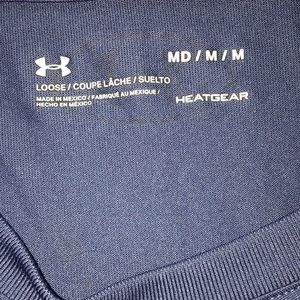 MD / M / M
LOOSE / COUPE LÂCHE / SUELTO
MADE IN MEXICO / FABRIQUÉ AU MEXIQUE /
HECHO EN MÉXICO
HEATGEAR